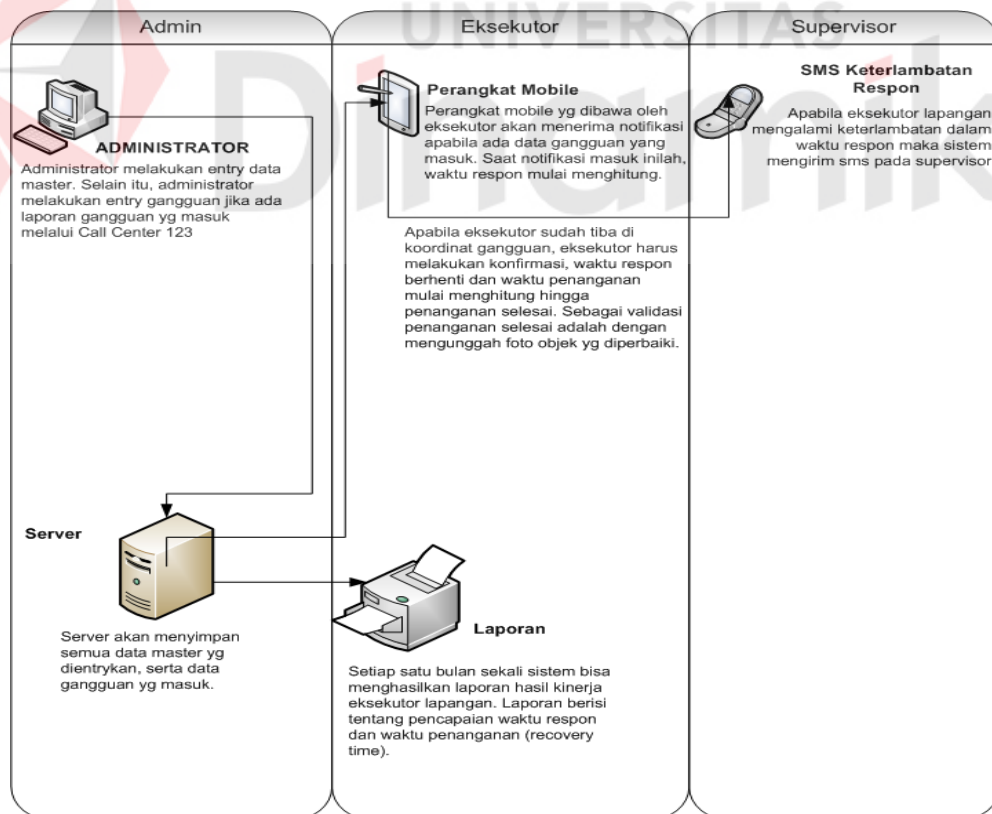 UNIVERSITAS
Dinamik
Admin
Eksekutor
Supervisor
ADMINISTRATOR
Administrator melakukan entry data
master. Selain itu, administrator
melakukan entry gangguan jika ada
laporan gangguan yg masuk
melalui Call Center 123
Perangkat Mobile
Perangkat mobile yg dibawa oleh
eksekutor akan menerima notifikasi
apabila ada data gangguan yang
masuk. Saat notifikasi masuk inilah,
waktu respon mulai menghitung.
SMS Keterlambatan
Respon
Apabila eksekutor lapangan
mengalami keterlambatan dalam
waktu respon maka sistem
mengirim sms pada supervisor
Apabila eksekutor sudah tiba di
koordinat gangguan, eksekutor harus
melakukan konfirmasi, waktu respon
berhenti dan waktu penanganan
mulai menghitung hingga
penanganan selesai. Sebagai validasi
penanganan selesai adalah dengan
mengunggah foto objek yg diperbaiki.
Server
Server akan menyimpan
semua data master yg
dientrykan, serta data
gangguan yg masuk.
Laporan
Setiap satu bulan sekali sistem bisa
menghasilkan laporan hasil kinerja
eksekutor lapangan. Laporan berisi
tentang pencapaian waktu respon
dan waktu penanganan (recovery
time).